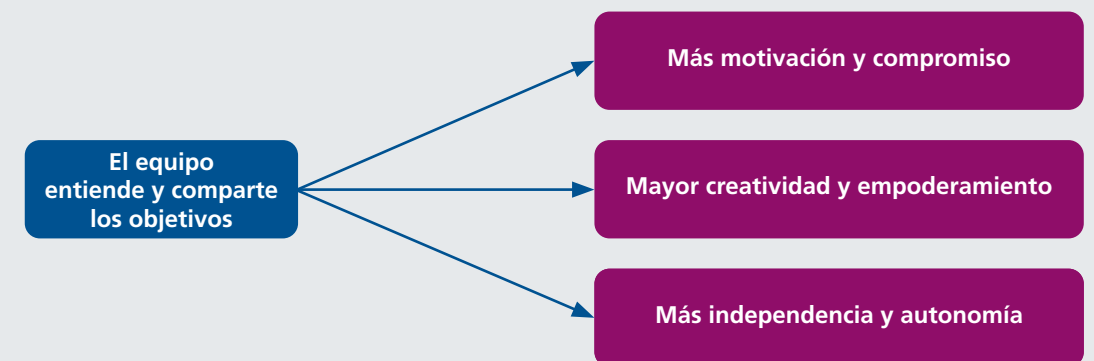 Más motivación y compromiso
El equipo
entiende y comparte
los objetivos
Mayor creatividad y empoderamiento
Más independencia y autonomía